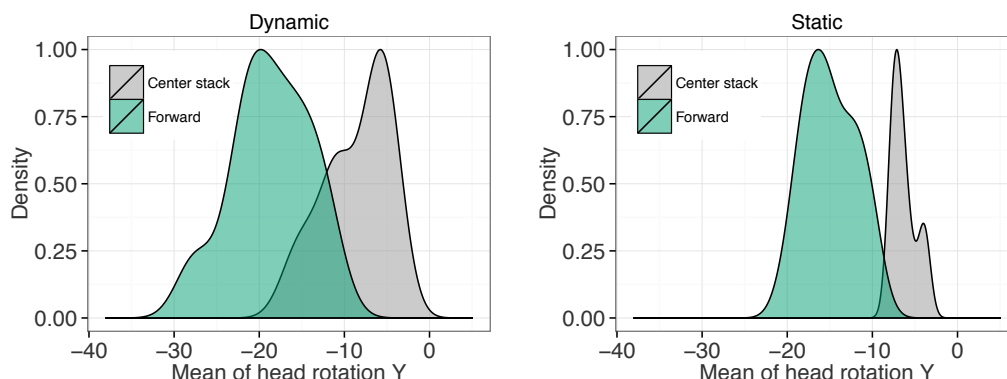 Dynamic
1.00
0.75
0.50
0.25
0.00
Density
Center stack
Forward
−40 −30 −20 −10 0
Mean of head rotation Y
Static
1.00
0.75
0.50
0.25
0.00
Density
Center stack
Forward
−40 −30 −20 −10 0
Mean of head rotation Y